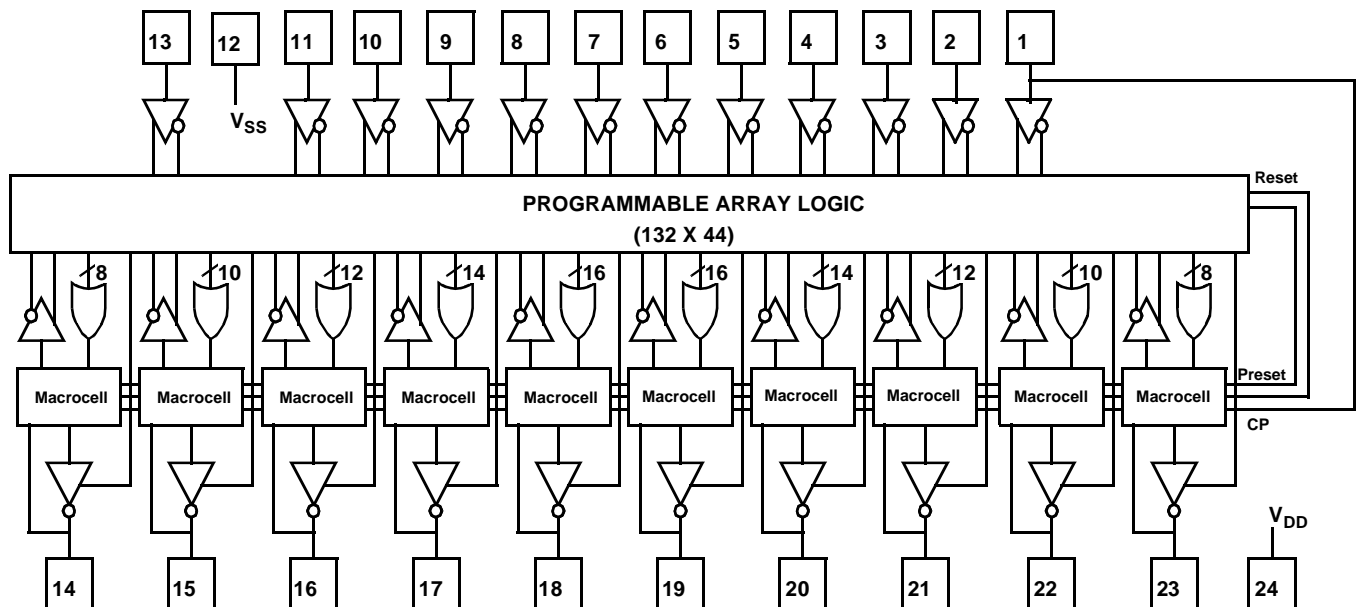 13 12 11 10 9 8 7 6 5 4 3 2 1
VSS
Reset
PROGRAMMABLE ARRAY LOGIC
(132 X 44)
8 10 12 14 16 16 14 12 10 8
Preset
Macrocell Macrocell Macrocell Macrocell Macrocell Macrocell Macrocell Macrocell Macrocell Macrocell
CP
VDD
14 15 16 17 18 19 20 21 22 23 24